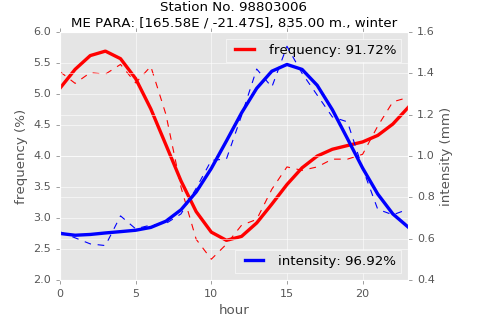 Station No. 98803006
ME PARA: [165.58E / -21.47S], 835.00 m., winter
6.0
5.5
5.0
4.5
4.0
3.5
3.0
2.5
2.0
frequency (%)
frequency: 91.72%
intensity: 96.92%
1.6
1.4
1.2
1.0
0.8
0.6
0.4
intensity (mm)
0 5 10 15 20
hour